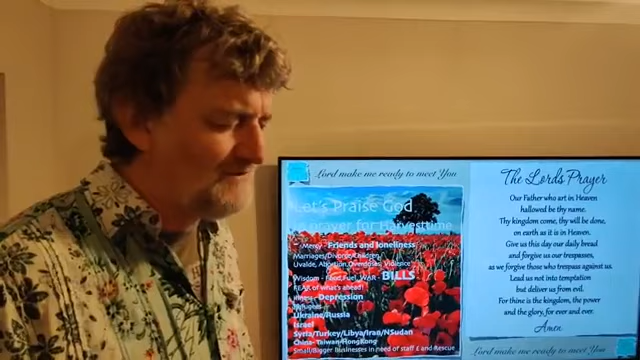 Lord make me ready to meet You
Let's Praise God
prayer for Harvesttime
Mercy - Friends and loneliness
Marriages/Divorce/Children
Uvalde, Abortion, Overdoses, Violence
Wisdom - Food, Fuel, WAR - BILLS
FEAR of what's ahead
Depression
Refugees
Ukraine/Russia
Israel
Syria/Turkey/Libya/Iran/NSudan
China- Taiwan/HongKong
Small/Bigger businesses in need of staff £ and Rescue
The Lords Prayer
Our Father who art in Heaven
hallowed be thy name.
Thy kingdom come, thy will be done,
on earth as it is in Heaven.
Give us this day our daily bread
and forgive us our trespasses,
as we forgive those who trespass against us.
Lead us not into temptation
but deliver us from evil.
For thine is the kingdom, the power
and the glory, for ever and ever.
Amen
Lord make me ready to meet You